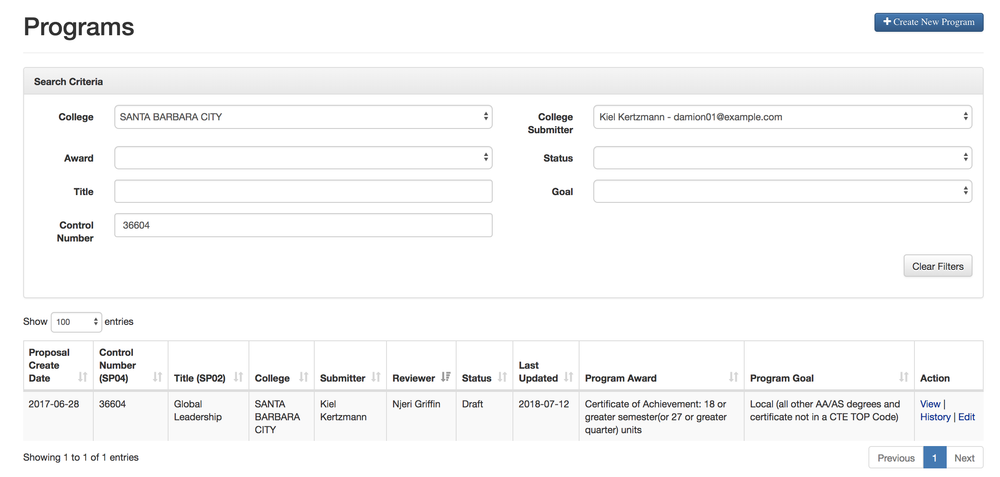 Programs
Create New Program
Search Criteria
College
SANTA BARBARA CITY
College
Submitter
Kiel Kertzmann - damion01@example.com
Award
Status
Title
Goal
Control
Number
36604
Clear Filters
Show 100 entries
Proposal
Create
Date
Control
Number
(SP04)
Title (SP02)
College
Submitter
Reviewer
Status
Last
Updated
Program Award
Program Goal
Action
2017-06-28
36604
Global
Leadership
SANTA
BARBARA
CITY
Kiel
Kertzmann
Njeri Griffin
Draft
2018-07-12
Certificate of Achievement: 18 or
greater semester(or 27 or greater
quarter) units
Local (all other AA/AS degrees and
certificate not in a CTE TOP Code)
View |
History | Edit
Showing 1 to 1 of 1 entries
Previous 1 Next